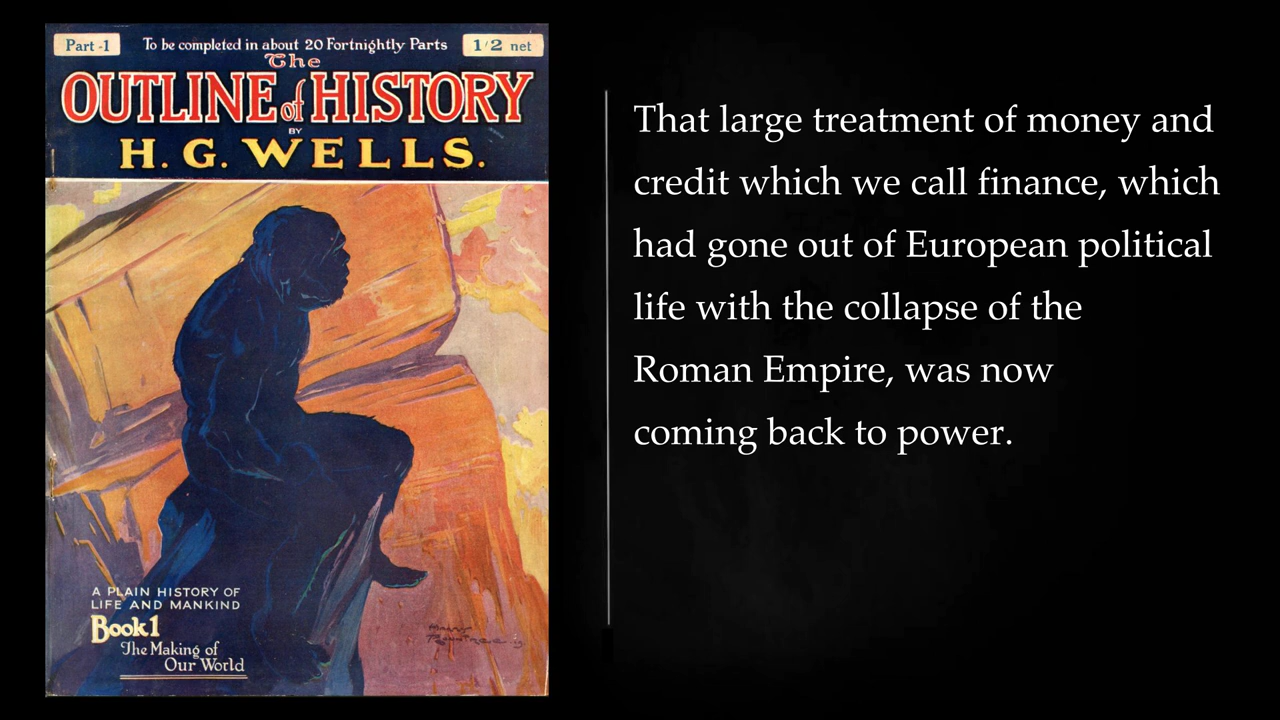 Part -1
To be completed in about 20 Fortnightly Parts
1/2 net
The
OUTLINE of HISTORY
BY
H. G. WELLS.
A PLAIN HISTORY OF
LIFE AND MANKIND
Book 1
The Making of
Our World
That large treatment of money and
credit which we call finance, which
had gone out of European political
life with the collapse of the
Roman Empire, was now
coming back to power.